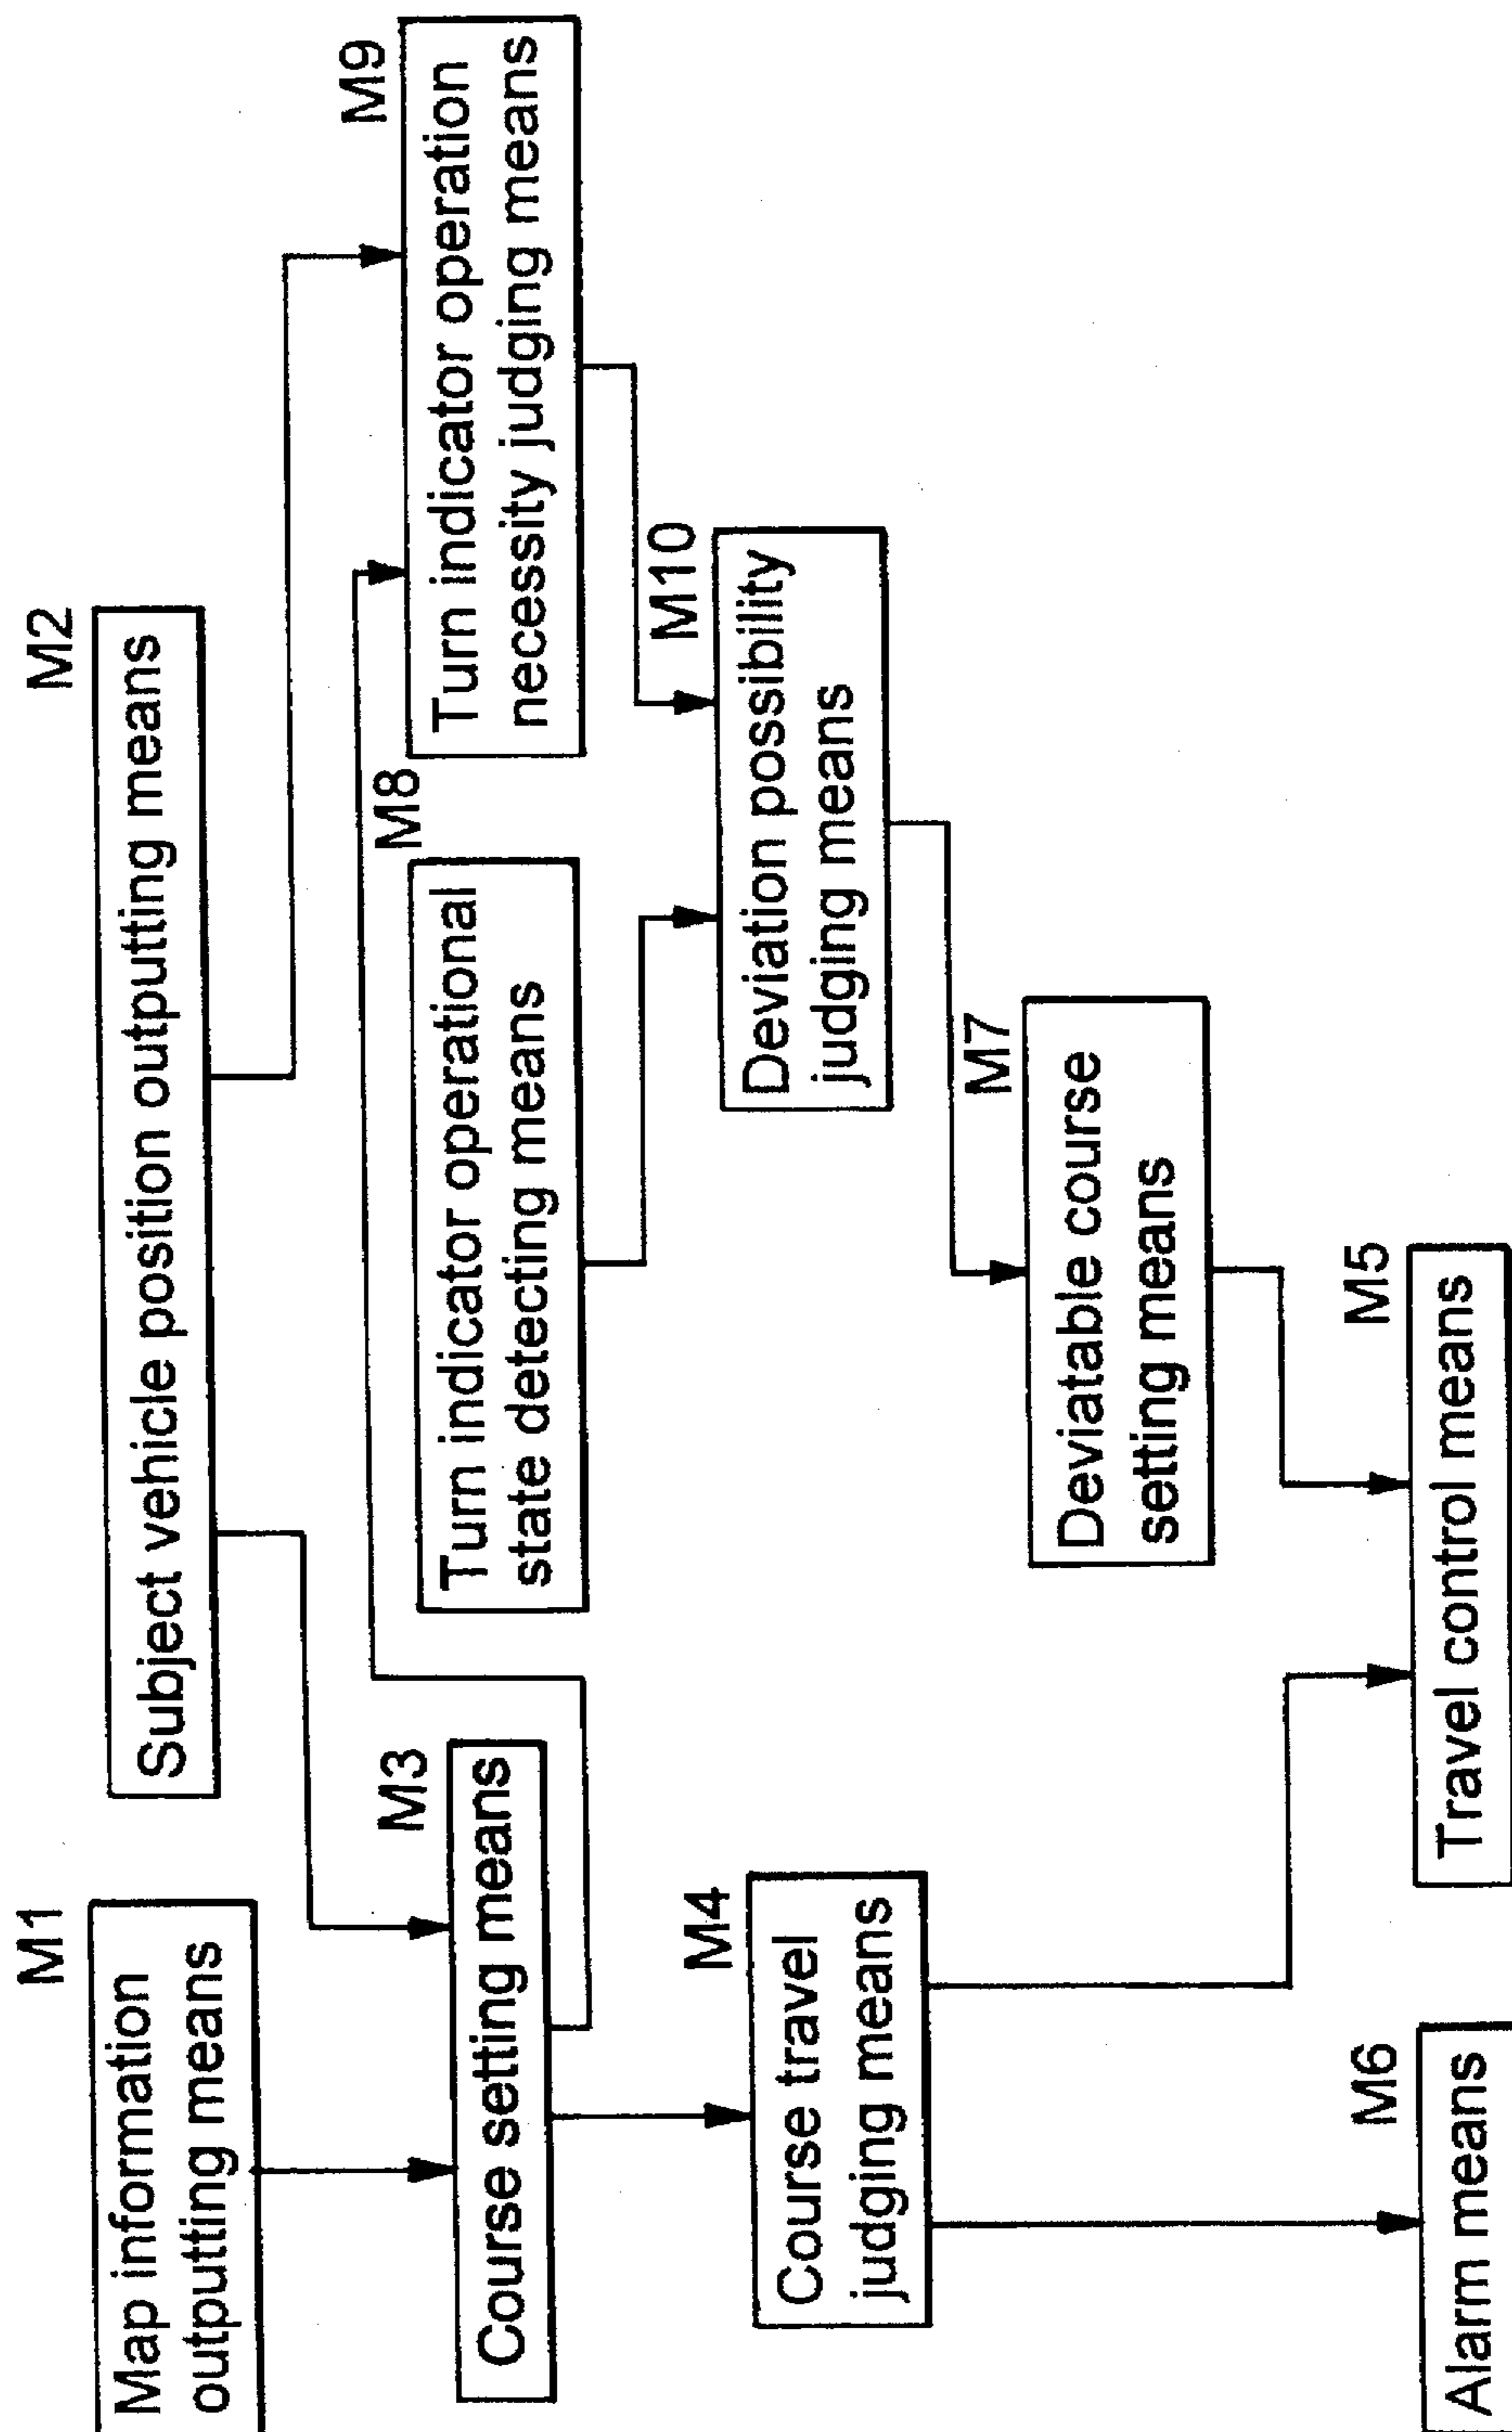 M1
Map information
outputting means
M2
Subject vehicle position outputting means
M3
Course setting means
M8
Turn indicator operational
state detecting means
M9
Turn indicator operation
necessity judging means
M4
Course travel
judging means
M10
Deviation possibility
judging means
M7
Deviatable course
setting means
M6
Alarm means
M5
Travel control means